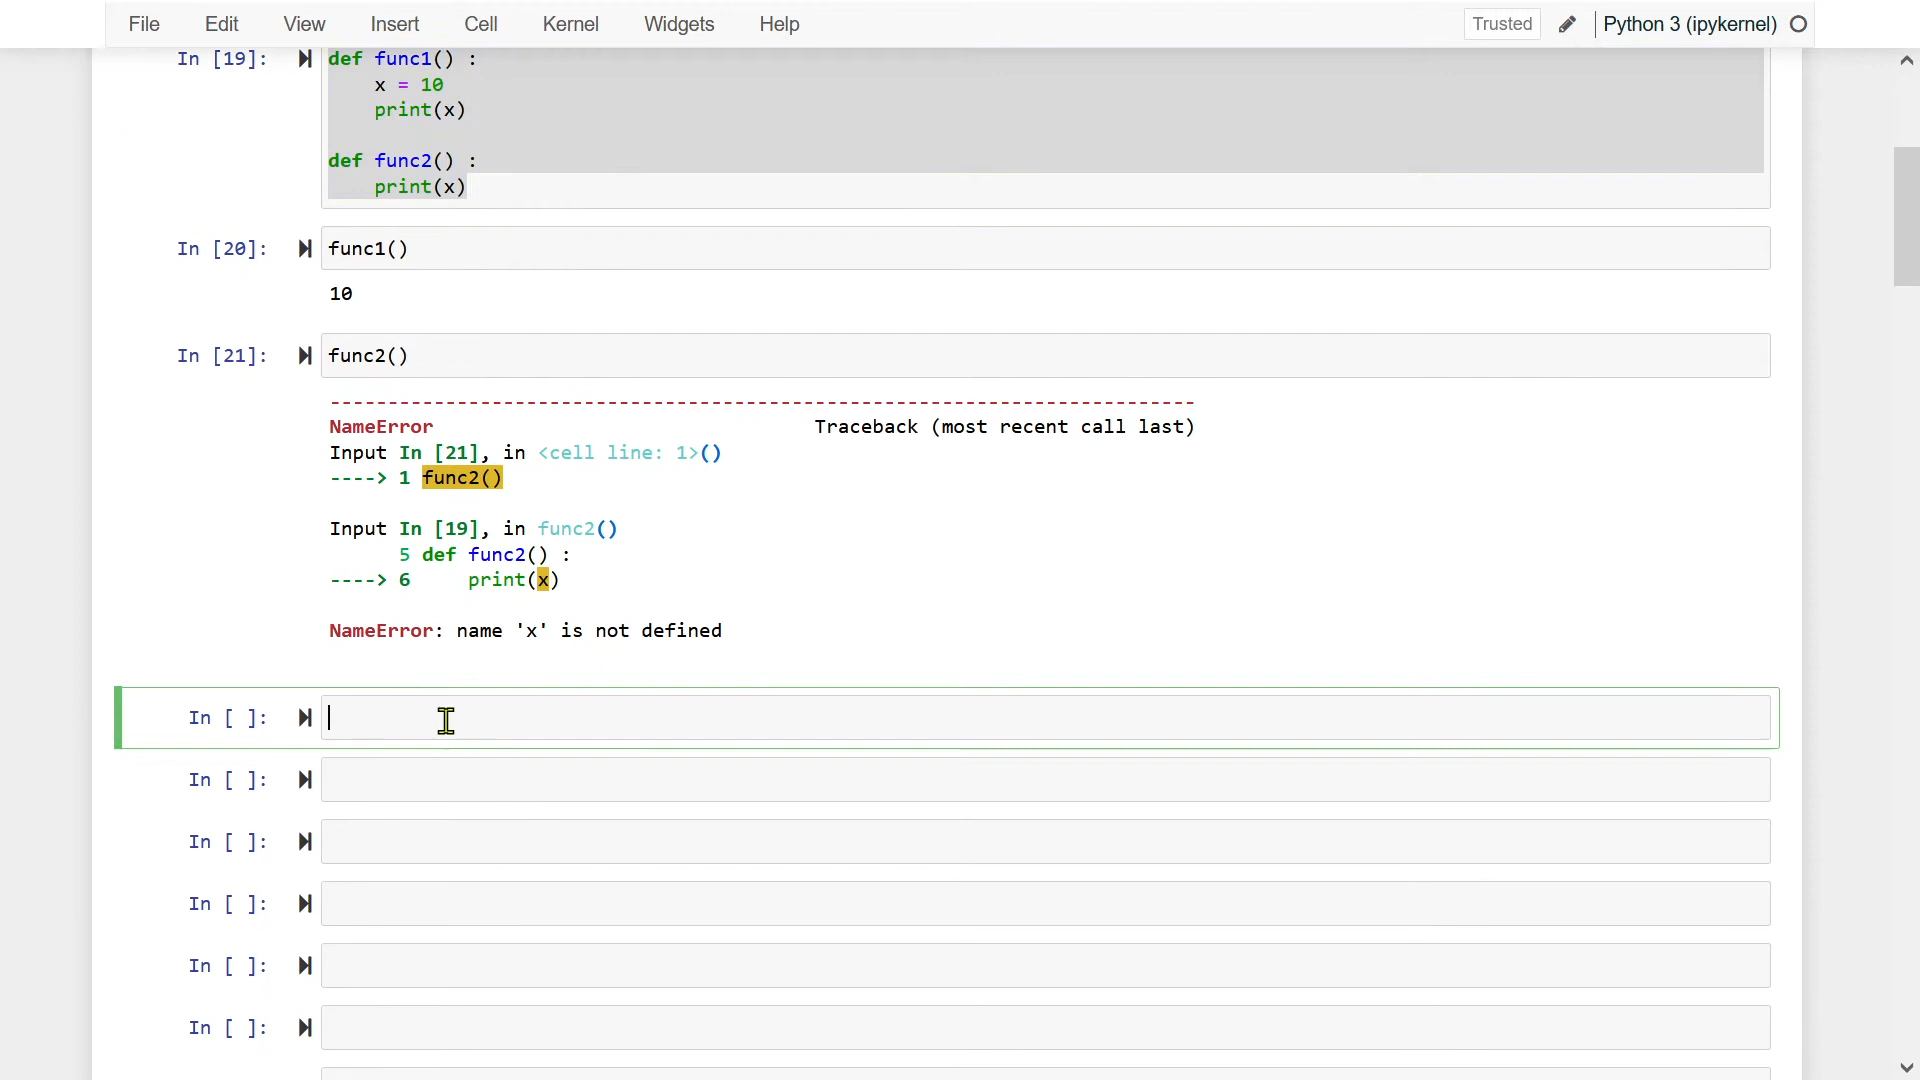 File Edit View Insert Cell Kernel Widgets Help Trusted Python 3 (ipykernel)
In [19]: def func1() :
    x = 10
    print(x)

def func2() :
    print(x)
In [20]: func1()
10
In [21]: func2()
---------------------------------------------------------------------------
NameError                                 Traceback (most recent call last)
Input In [21], in <cell line: 1>()
----> 1 func2()

Input In [19], in func2()
      5 def func2() :
----> 6     print(x)

NameError: name 'x' is not defined
In [ ]:
In [ ]:
In [ ]:
In [ ]:
In [ ]:
In [ ]: